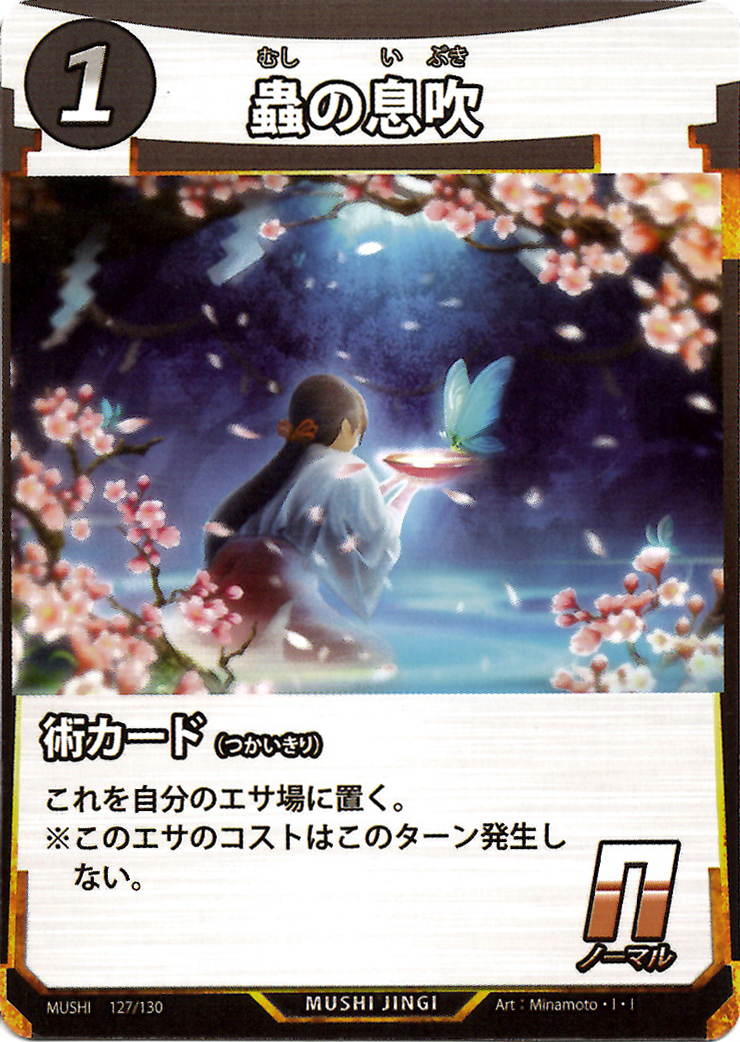 1
むし いぶき
蟲の息吹
術カード (つかいきり)
これを自分のエサ場に置く。
※このエサのコストはこのターン発生し
ない。
ノーマル
MUSHI 127/130
MUSHI JINGI
Art：Minamoto・I・I